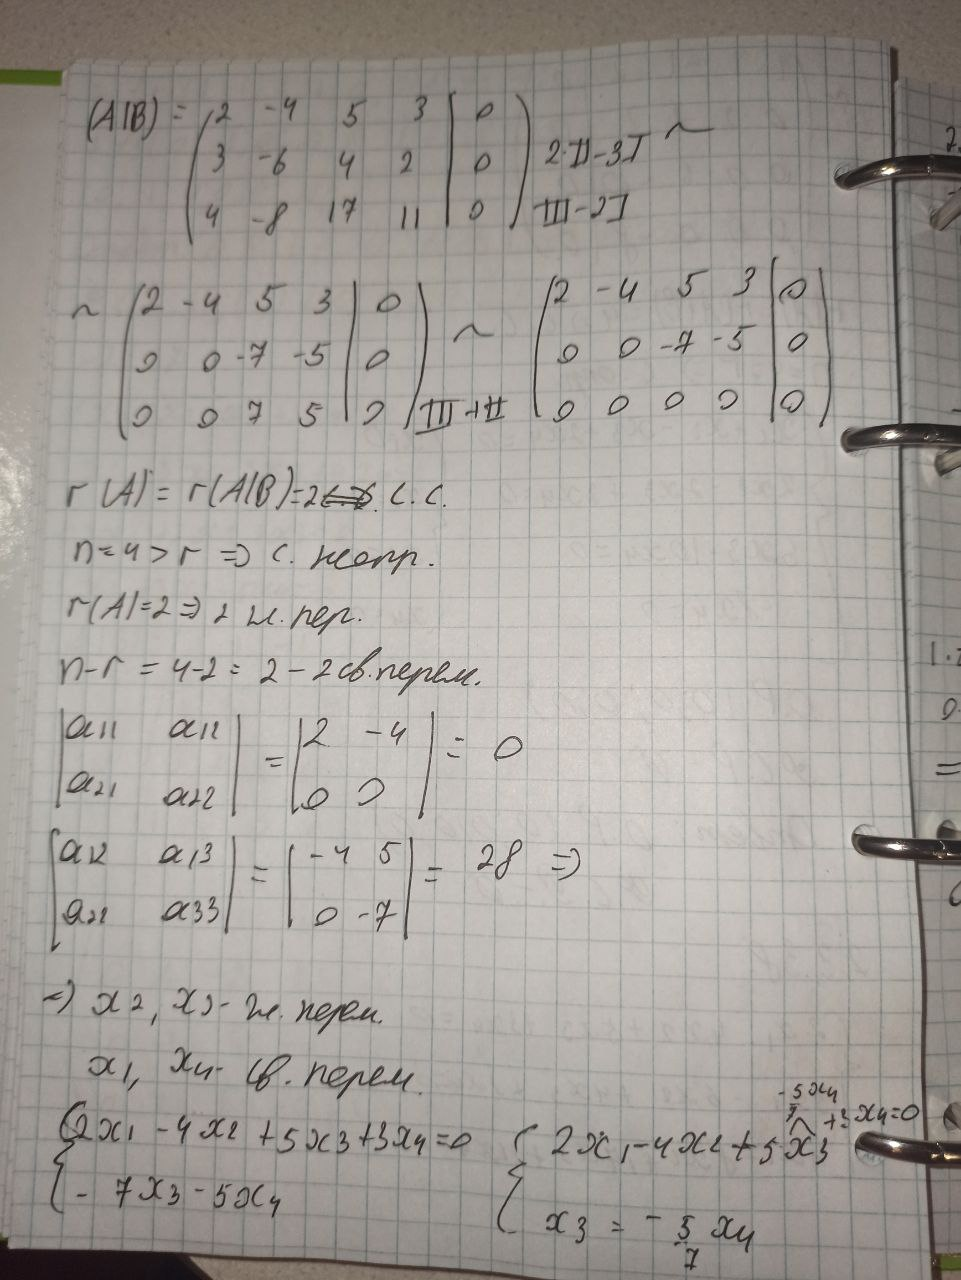 (A|B) = ( 2 -4 5 3 | 0
3 -6 4 2 | 0 ) 2·II-3I ~
4 -8 17 11 | 0 ) III-2I
~ ( 2 -4 5 3 | 0 ) ~ ( 2 -4 5 3 | 0 )
0 0 -7 -5 | 0 0 0 -7 -5 | 0
0 0 7 5 | 0 ) III+II 0 0 0 0 | 0
r(A) = r(A|B)=2 с.с.
n=4>r => с. неопр.
r(A)=2 => 2 гл. пер.
n-r = 4-2 = 2 - 2 св. перем.
|a11 a12| = |2 -4| = 0
|a21 a22| |0 0|
|a12 a13| = |-4 5| = 28 =>
a33| |0 -7|
=> x2, x3 - гл. перем.
x1, x4 - св. перем.
{ 2x1 - 4x2 + 5x3 + 3x4 = 0 { 2x1 - 4x2 + 5x3 -5/7x4 +3x4=0
- 7x3 - 5x4 x3 = - 5/7 x4